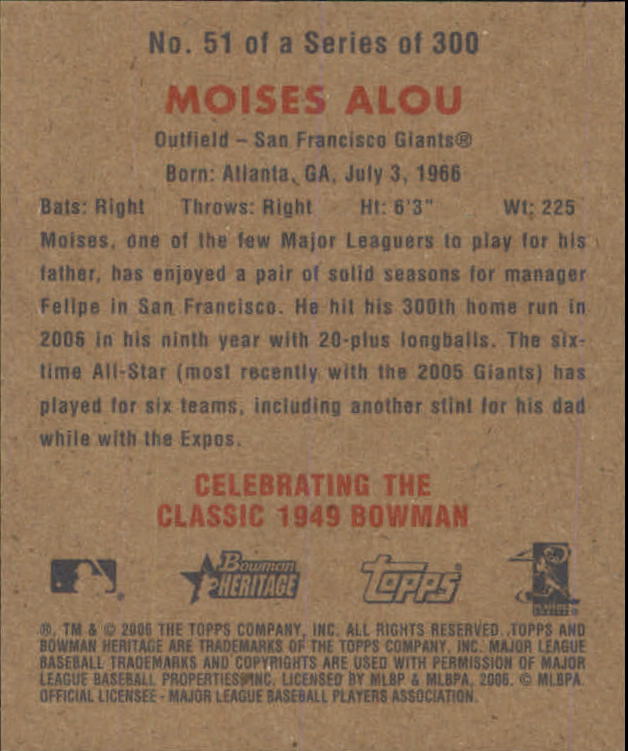 No. 51 of a Series of 300
MOISES ALOU
Outfield – San Francisco Giants®
Born: Atlanta, GA, July 3, 1966
Bats: Right Throws: Right Ht: 6'3" Wt: 225
Moises, one of the few Major Leaguers to play for his
father, has enjoyed a pair of solid seasons for manager
Felipe in San Francisco. He hit his 300th home run in
2006 in his ninth year with 20-plus longballs. The six-
time All-Star (most recently with the 2005 Giants) has
played for six teams, including another stint for his dad
while with the Expos.
CELEBRATING THE
CLASSIC 1949 BOWMAN
Bowman
HERITAGE
Topps®
®, TM & © 2006 THE TOPPS COMPANY, INC. ALL RIGHTS RESERVED. TOPPS AND
BOWMAN HERITAGE ARE TRADEMARKS OF THE TOPPS COMPANY, INC. MAJOR LEAGUE
BASEBALL TRADEMARKS AND COPYRIGHTS ARE USED WITH PERMISSION OF MAJOR
LEAGUE BASEBALL PROPERTIES INC. LICENSED BY MLBP & MLBPA, 2006. © MLBPA
OFFICIAL LICENSEE - MAJOR LEAGUE BASEBALL PLAYERS ASSOCIATION.